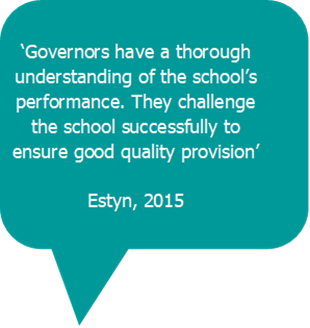 ‘Governors have a thorough
understanding of the school’s
performance. They challenge
the school successfully to
ensure good quality provision’
Estyn, 2015